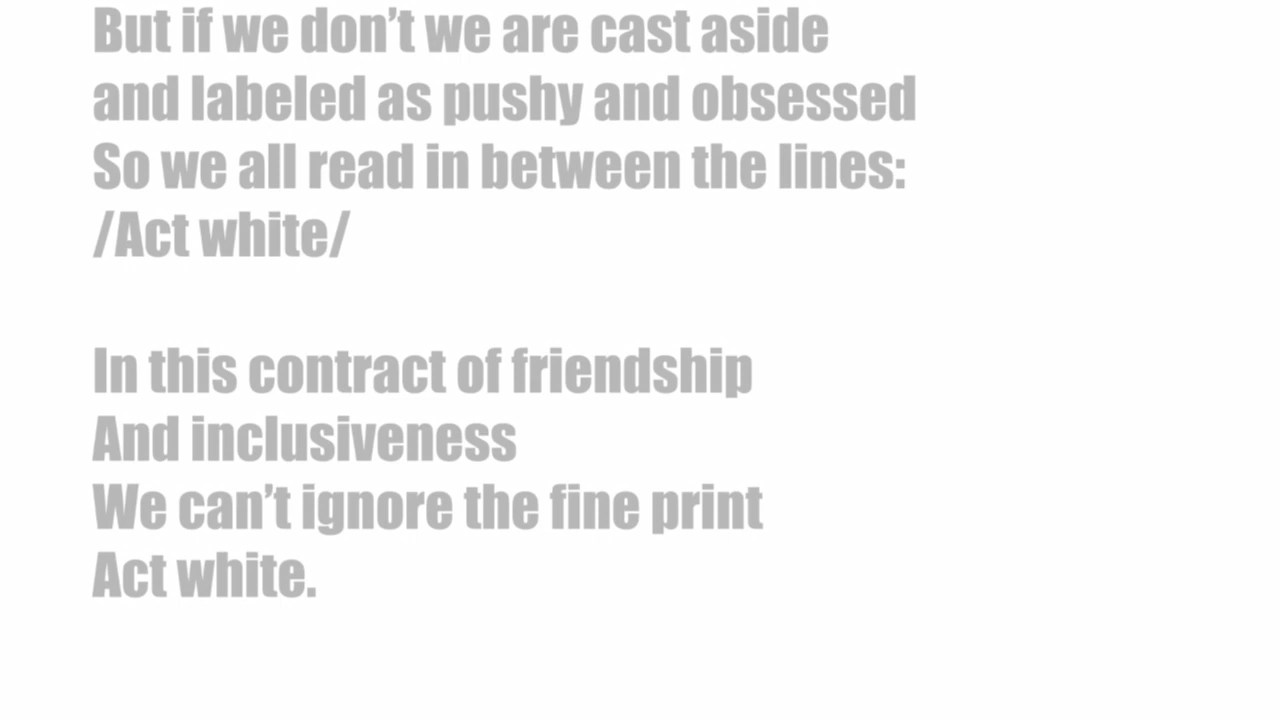 But if we don’t we are cast aside
and labeled as pushy and obsessed
So we all read in between the lines:
/Act white/
In this contract of friendship
And inclusiveness
We can’t ignore the fine print
Act white.